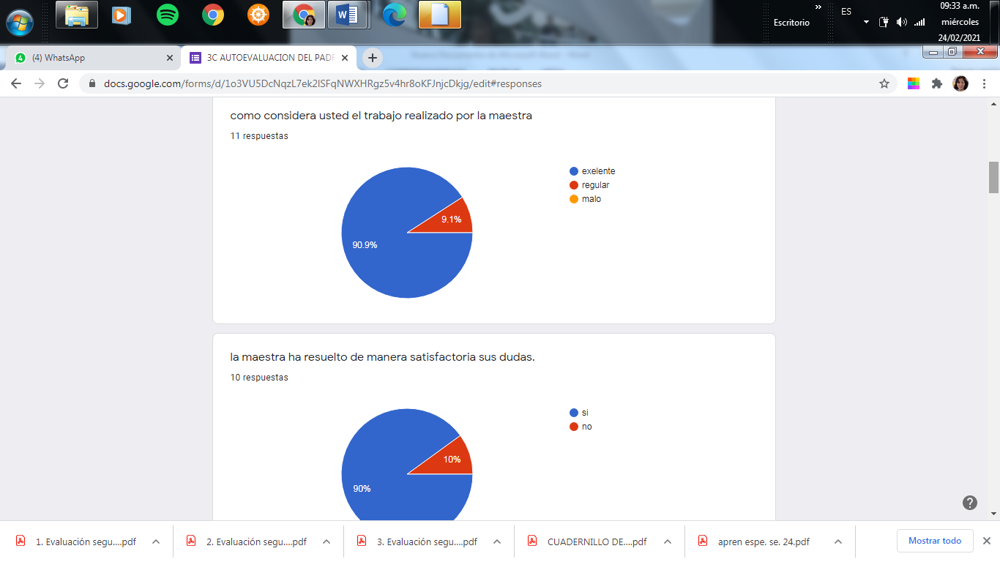 09:33 a.m.
ES
Escritorio
miércoles
24/02/2021
(4) WhatsApp
3C AUTOEVALUACION DEL PADR
docs.google.com/forms/d/1o3VU5DcNqzL7ek2lSFqNWXHRgz5v4hr8oKFJnjcDkjg/edit#responses
como considera usted el trabajo realizado por la maestra
11 respuestas
exelente
regular
malo
9.1%
90.9%
la maestra ha resuelto de manera satisfactoria sus dudas.
10 respuestas
si
no
10%
90%
1. Evaluación segu....pdf
2. Evaluación segu....pdf
3. Evaluación segu....pdf
CUADERNILLO DE....pdf
apren espe. se. 24.pdf
Mostrar todo